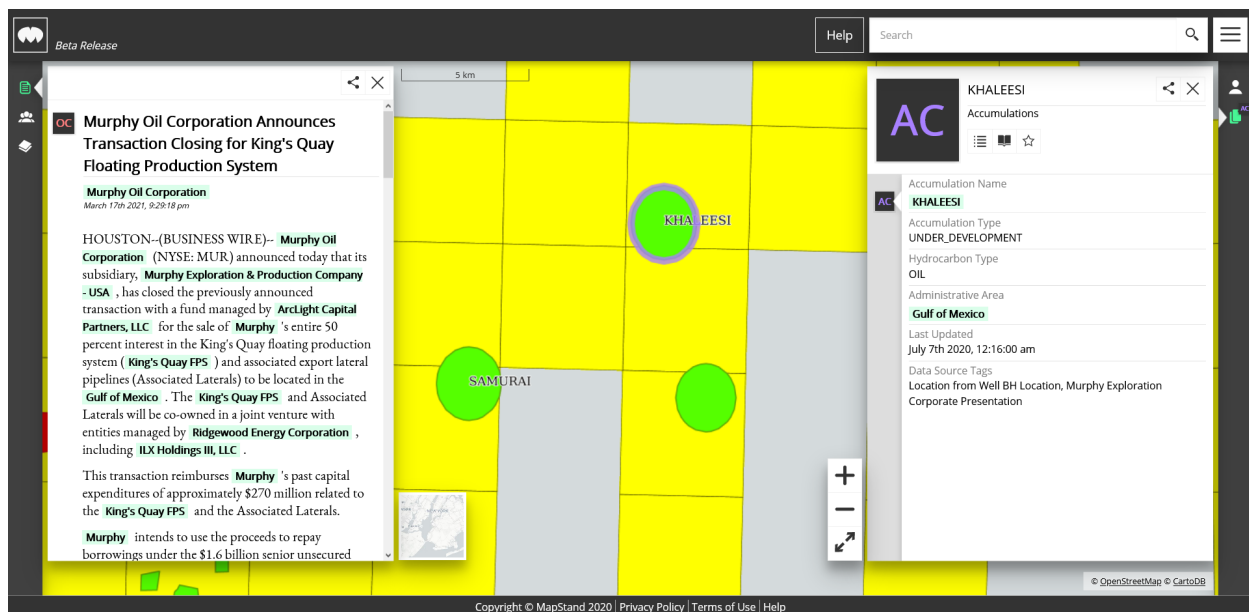 Beta Release
Help
Search
5 km
OC
Murphy Oil Corporation Announces
Transaction Closing for King's Quay
Floating Production System
Murphy Oil Corporation
March 17th 2021, 9:29:18 pm
HOUSTON--(BUSINESS WIRE)-- Murphy Oil
Corporation (NYSE: MUR) announced today that its
subsidiary, Murphy Exploration & Production Company
- USA , has closed the previously announced
transaction with a fund managed by ArcLight Capital
Partners, LLC for the sale of Murphy 's entire 50
percent interest in the King's Quay floating production
system ( King's Quay FPS ) and associated export lateral
pipelines (Associated Laterals) to be located in the
Gulf of Mexico . The King's Quay FPS and Associated
Laterals will be co-owned in a joint venture with
entities managed by Ridgewood Energy Corporation ,
including ILX Holdings III, LLC .
This transaction reimburses Murphy 's past capital
expenditures of approximately $270 million related to
the King's Quay FPS and the Associated Laterals.
Murphy intends to use the proceeds to repay
borrowings under the $1.6 billion senior unsecured
KHALEESI
SAMURAI
AC
KHALEESI
Accumulations
AC
AC
Accumulation Name
KHALEESI
Accumulation Type
UNDER_DEVELOPMENT
Hydrocarbon Type
OIL
Administrative Area
Gulf of Mexico
Last Updated
July 7th 2020, 12:16:00 am
Data Source Tags
Location from Well BH Location, Murphy Exploration
Corporate Presentation
© OpenStreetMap © CartoDB
Copyright © MapStand 2020 | Privacy Policy | Terms of Use | Help